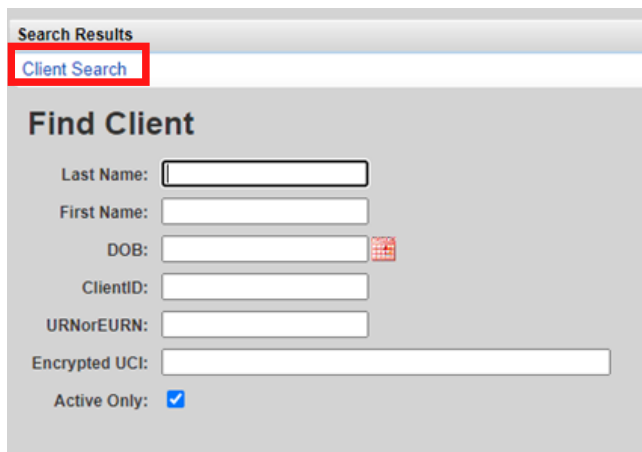 Search Results
Client Search
Find Client
Last Name:
First Name:
DOB:
ClientID:
URNorEURN:
Encrypted UCI:
Active Only: